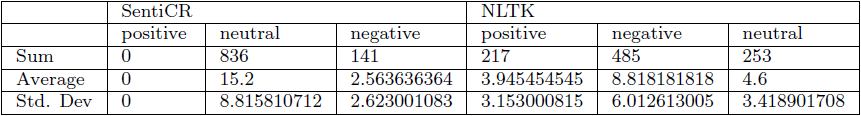 SentiCR NLTK
positive neutral negative positive negative neutral
Sum 0 836 141 217 485 253
Average 0 15.2 2.563636364 3.945454545 8.818181818 4.6
Std. Dev 0 8.815810712 2.623001083 3.153000815 6.012613005 3.418901708